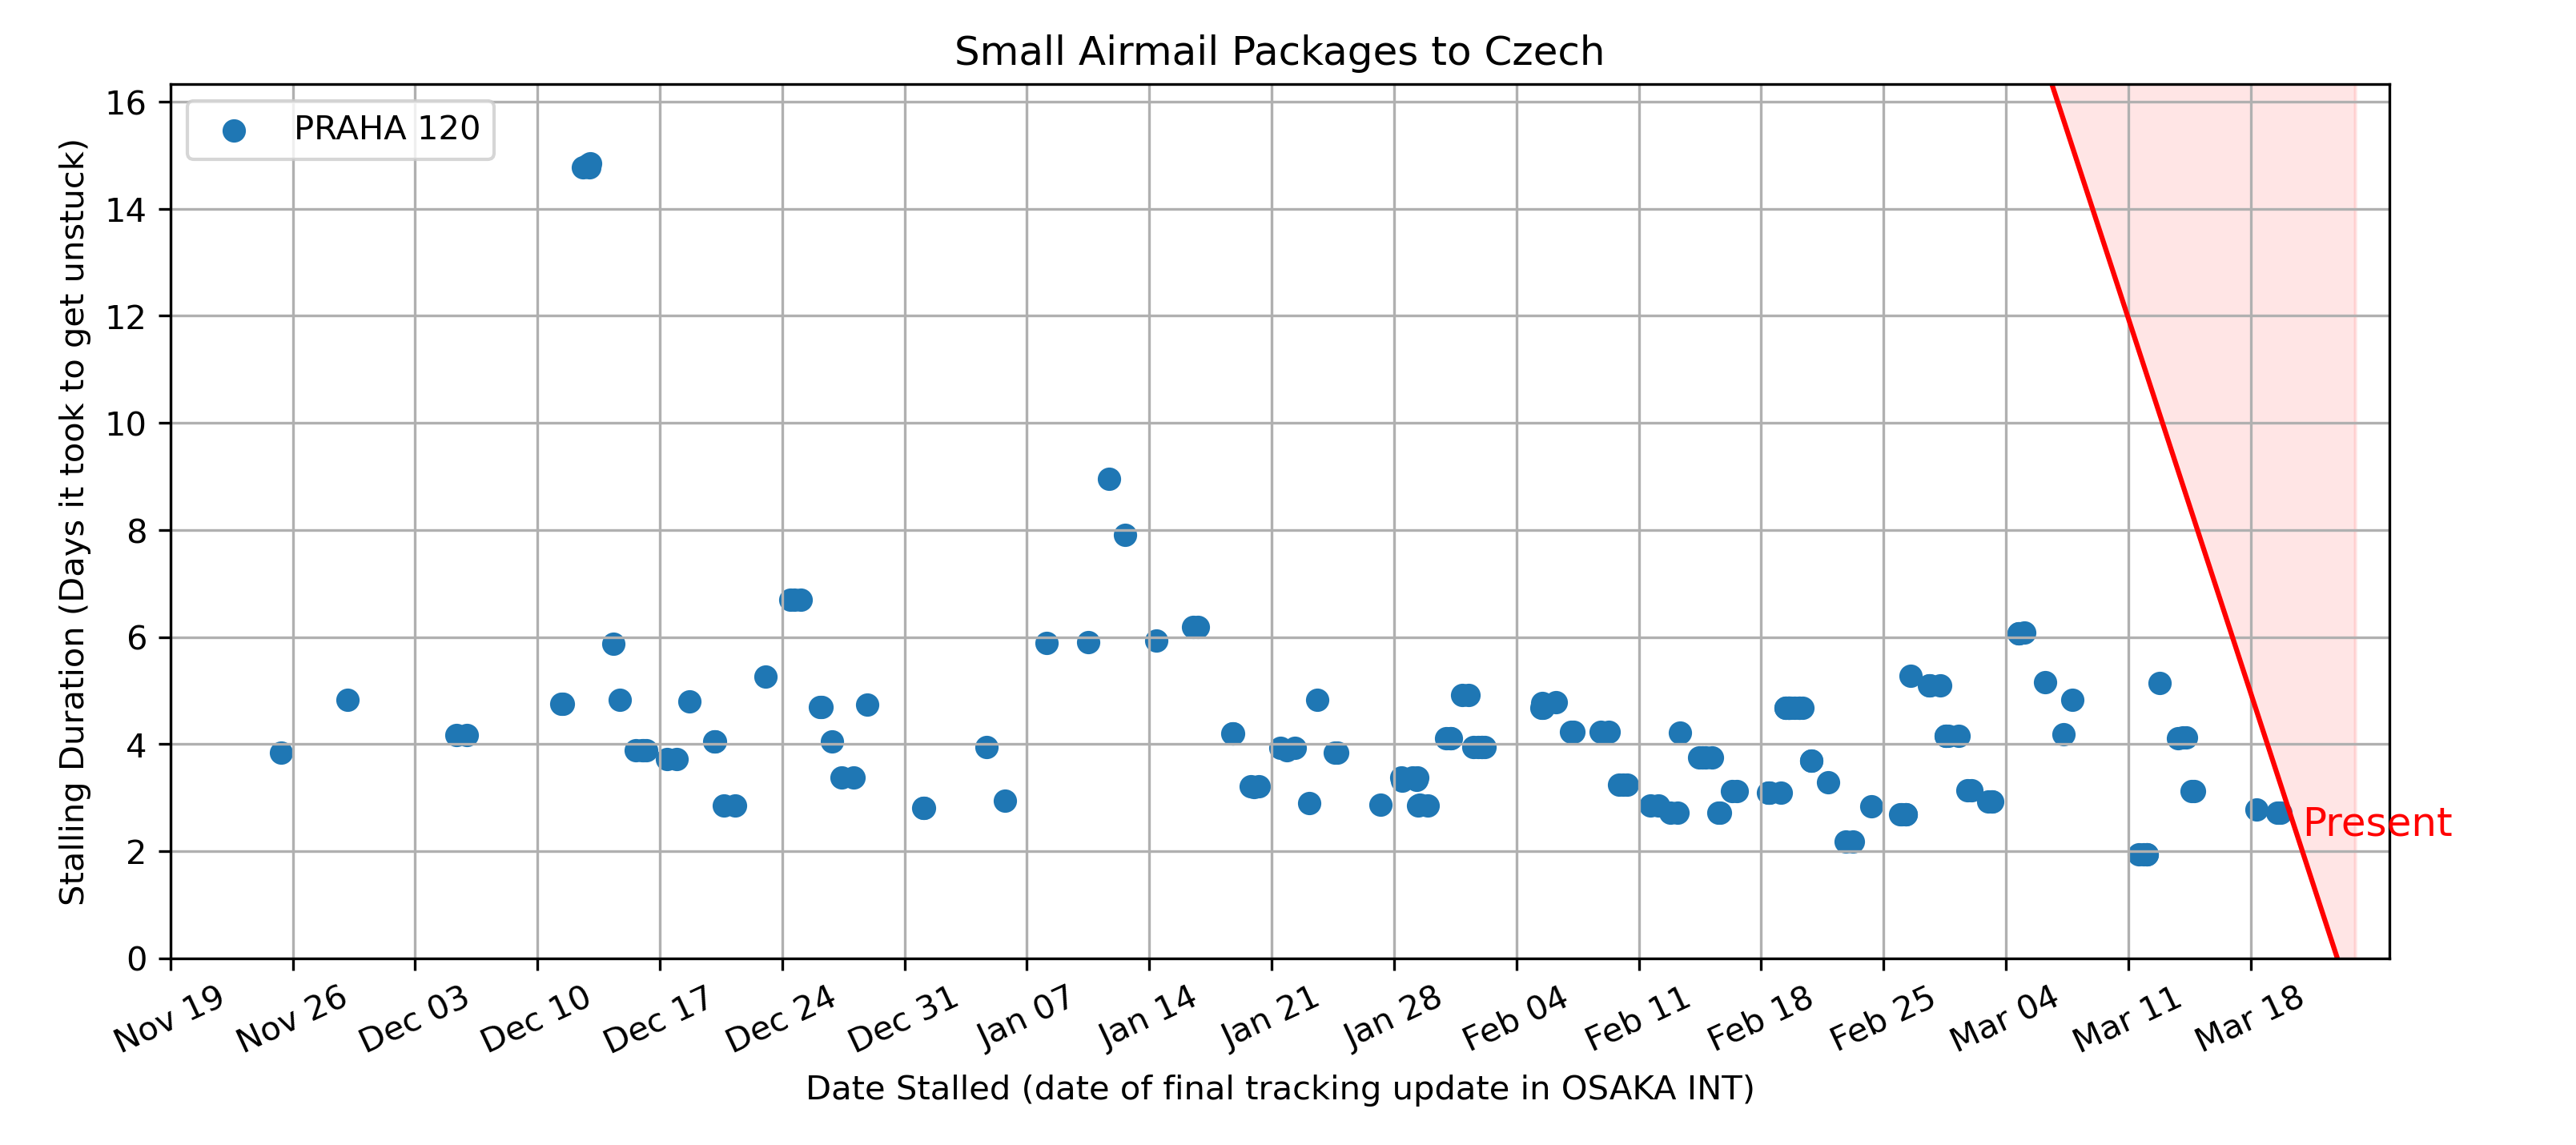 Small Airmail Packages to Czech
PRAHA 120
Stalling Duration (Days it took to get unstuck)
16
14
12
10
8
6
4
2
0
Present
Nov 19
Nov 26
Dec 03
Dec 10
Dec 17
Dec 24
Dec 31
Jan 07
Jan 14
Jan 21
Jan 28
Feb 04
Feb 11
Feb 18
Feb 25
Mar 04
Mar 11
Mar 18
Date Stalled (date of final tracking update in OSAKA INT)